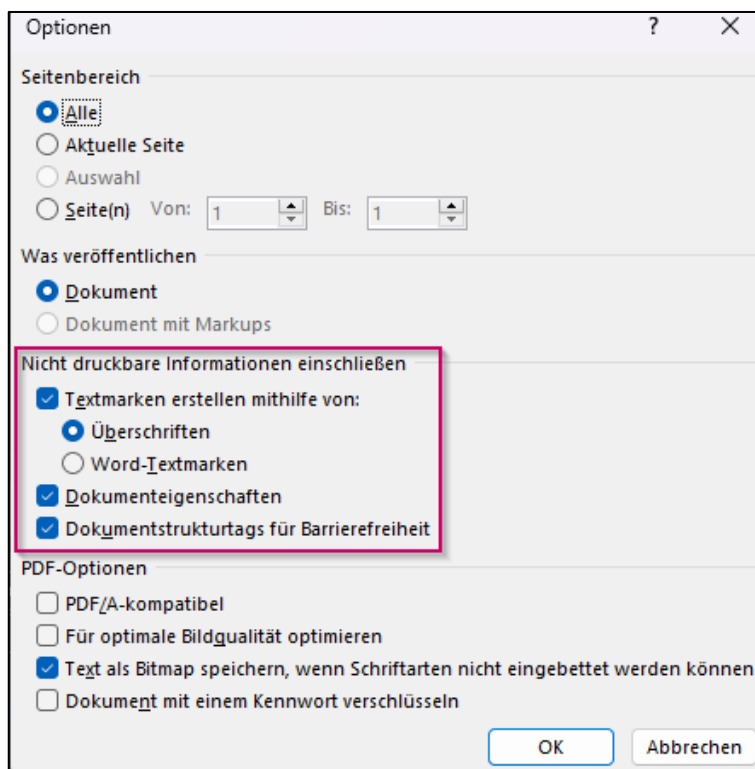 Optionen ?
Seitenbereich
Alle
Aktuelle Seite
Auswahl
Seite(n) Von: 1 Bis: 1
Was veröffentlichen
Dokument
Dokument mit Markups
Nicht druckbare Informationen einschließen
Textmarken erstellen mithilfe von:
Überschriften
Word-Textmarken
Dokumenteigenschaften
Dokumentstrukturtags für Barrierefreiheit
PDF-Optionen
PDF/A-kompatibel
Für optimale Bildqualität optimieren
Text als Bitmap speichern, wenn Schriftarten nicht eingebettet werden können
Dokument mit einem Kennwort verschlüsseln
OK Abbrechen